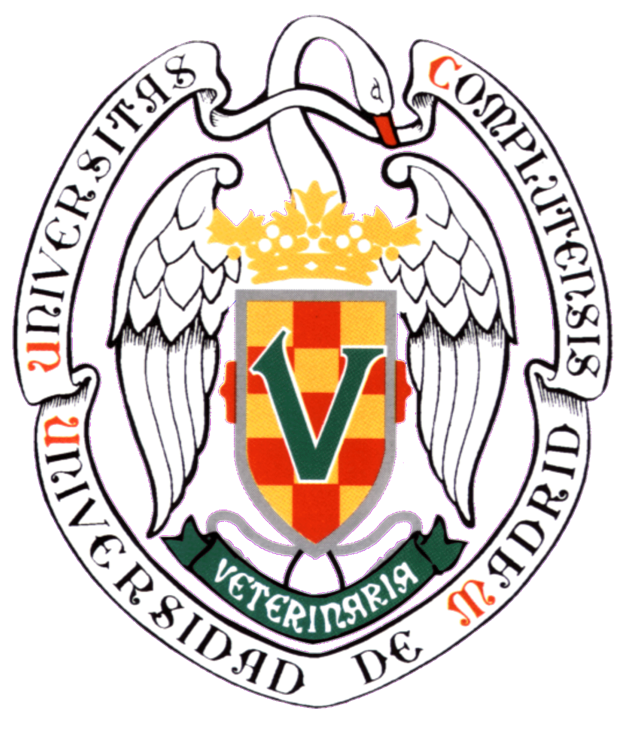 UNIVERSITAS COMPLUTENSIS
UNIVERSIDAD DE MADRID
V
VETERINARIA